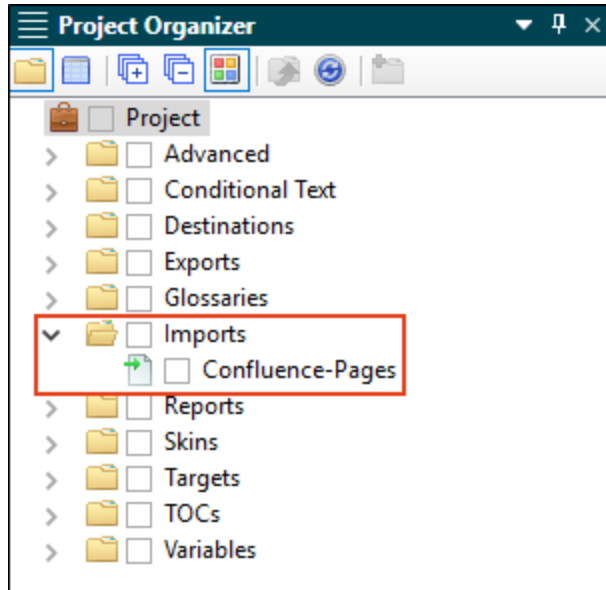 Project Organizer
Project
Advanced
Conditional Text
Destinations
Exports
Glossaries
Imports
Confluence-Pages
Reports
Skins
Targets
TOCs
Variables